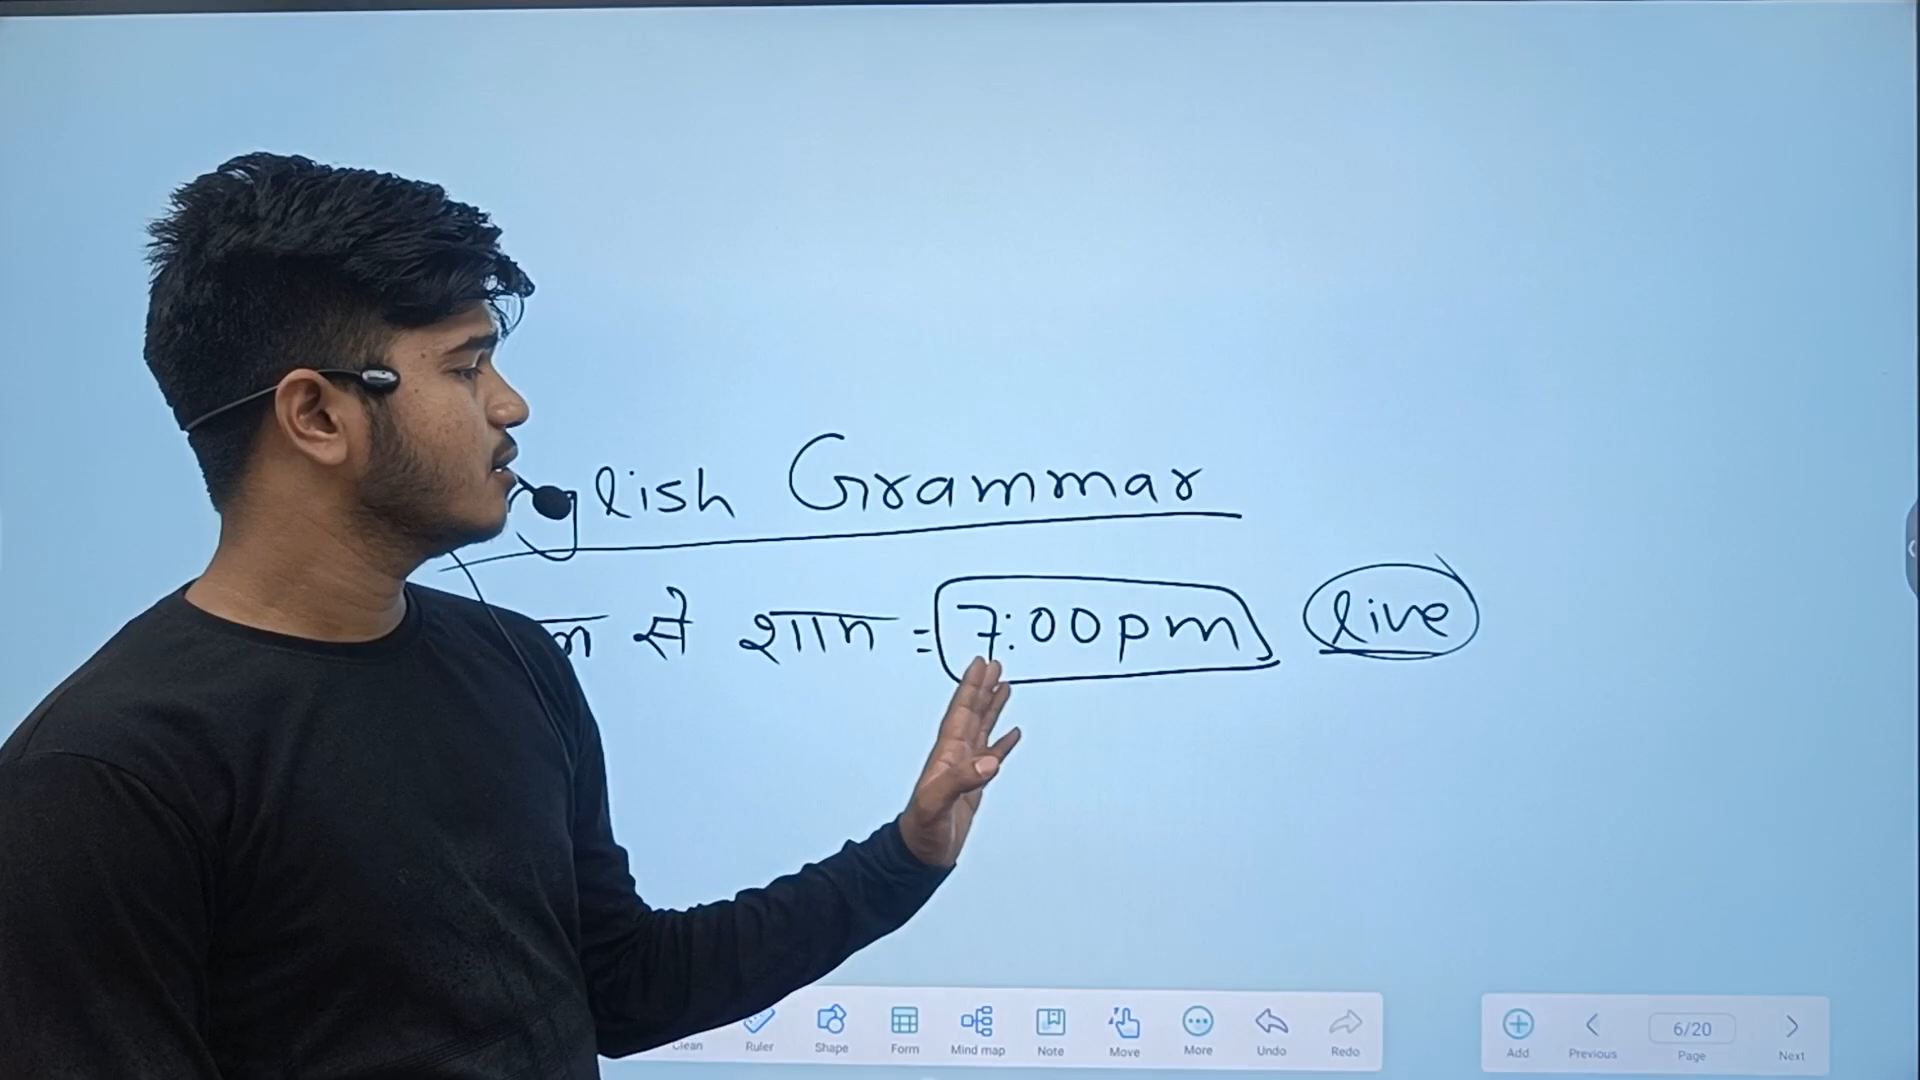 glish Grammar
से शाम = 7:00pm live
Clean Ruler Shape Form Mind map Note Move More Undo Redo
Add Previous 6/20 Page Next